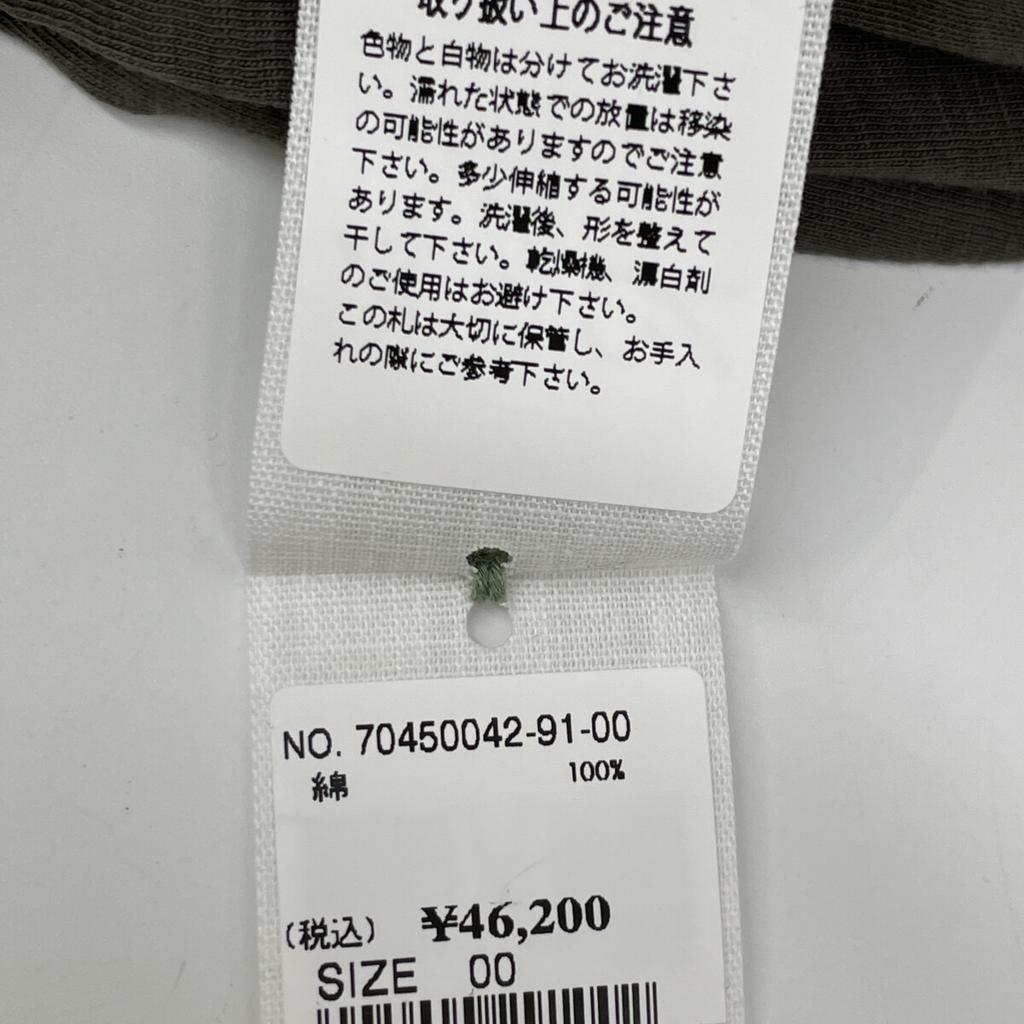 取り扱い上のご注意
色物と白物は分けてお洗濯下さ
い。濡れた状態での放置は移染
の可能性がありますのでご注意
下さい。多少伸縮する可能性が
あります。洗濯後、形を整えて
干して下さい。乾燥機、漂白剤
のご使用はお避け下さい。
この札は大切に保管し、お手入
れの際にご参考下さい。
NO. 70450042-91-00
綿 100%
(税込) ¥46,200
SIZE 00